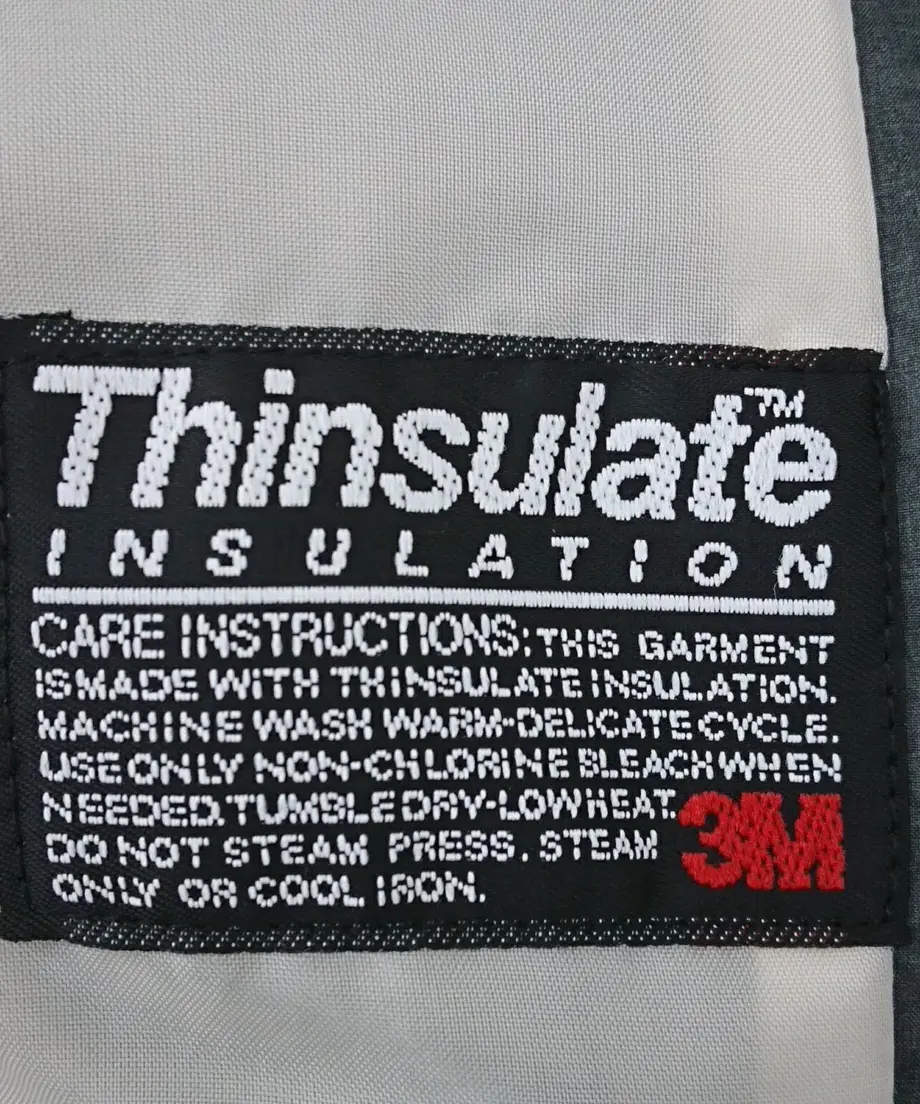 Thinsulate™
INSULATION
CARE INSTRUCTIONS: THIS GARMENT
IS MADE WITH THINSULATE INSULATION.
MACHINE WASH WARM-DELICATE CYCLE.
USE ONLY NON-CHLORINE BLEACH WHEN
NEEDED. TUMBLE DRY-LOW HEAT.
DO NOT STEAM PRESS. STEAM
ONLY OR COOL IRON.
3M